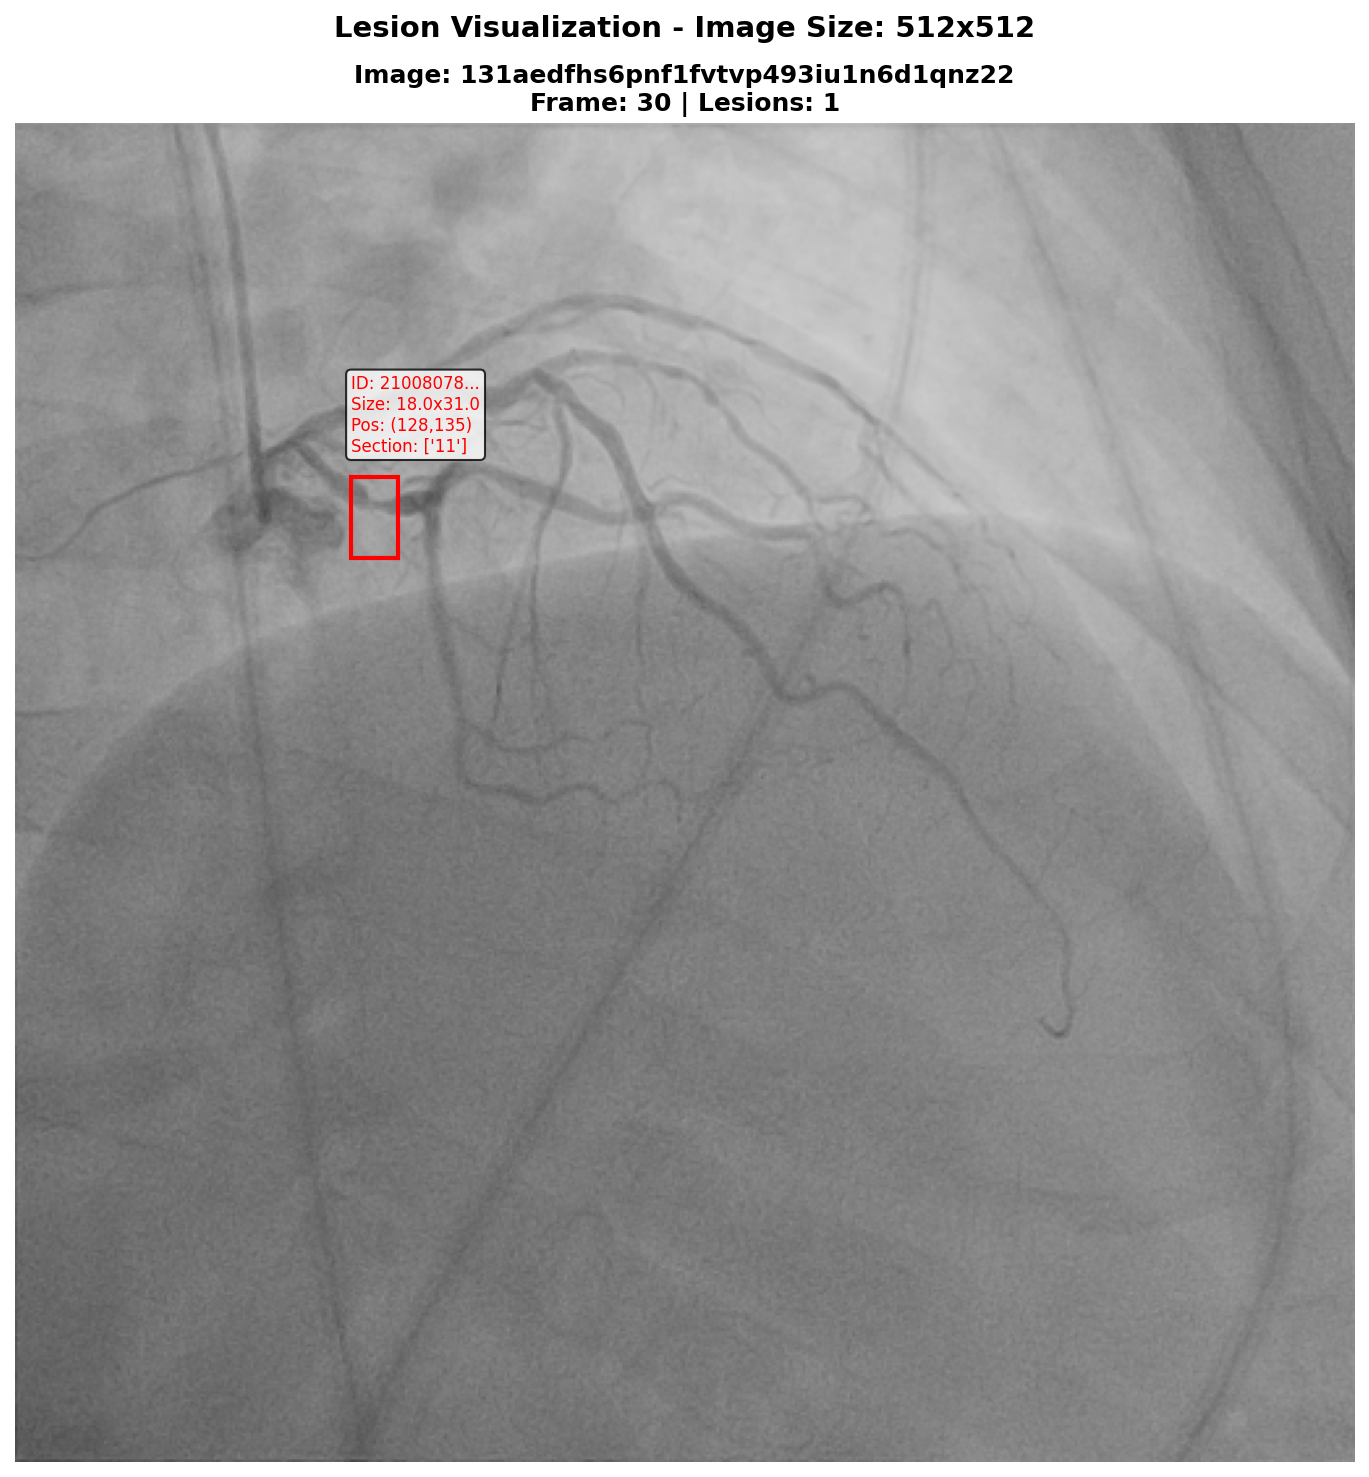 Lesion Visualization - Image Size: 512x512
Image: 131aedfhs6pnf1fvtvp493iu1n6d1qnz22
Frame: 30 | Lesions: 1
ID: 21008078...
Size: 18.0x31.0
Pos: (128,135)
Section: ['11']